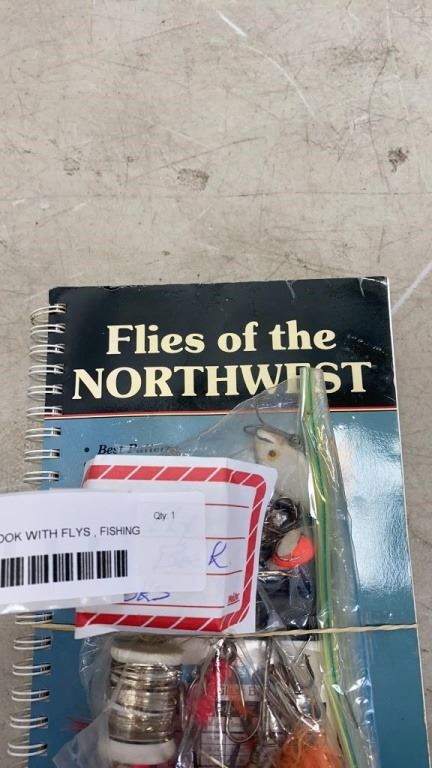 Flies of the
NORTHWEST
• Best
Qty: 1
OOK WITH FLYS , FISHING